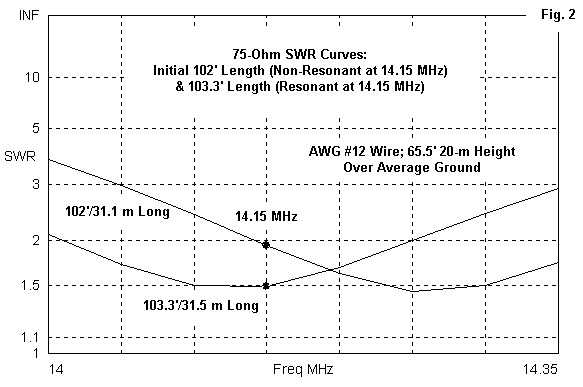 INF
Fig. 2
75-Ohm SWR Curves:
Initial 102' Length (Non-Resonant at 14.15 MHz)
& 103.3' Length (Resonant at 14.15 MHz)
10
5
SWR
AWG #12 Wire; 65.5' 20-m Height
Over Average Ground
3
102'/31.1 m Long
14.15 MHz
2
1.5
103.3'/31.5 m Long
1.1
1
14
Freq MHz
14.35